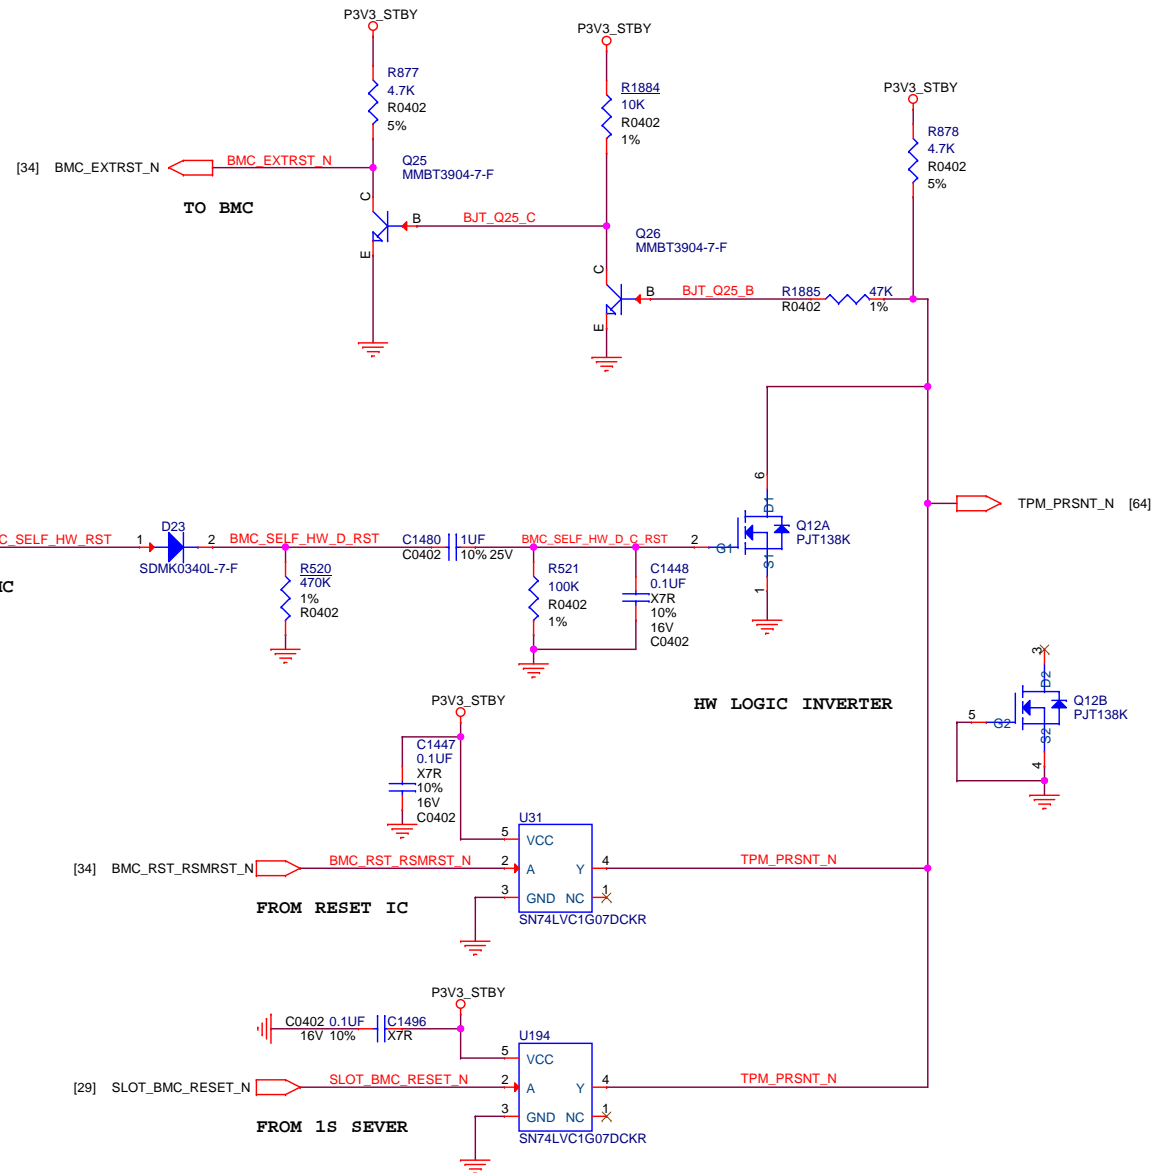 P3V3_STBY
R877
4.7K
R0402
5%
P3V3_STBY
R1884
10K
R0402
1%
P3V3_STBY
R878
4.7K
R0402
5%
[34] BMC_EXTRST_N
BMC_EXTRST_N
TO BMC
Q25
MMBT3904-7-F
C
B
E
BJT_Q25_C
Q26
MMBT3904-7-F
C
B
E
BJT_Q25_B
R1885
R0402
47K
1%
C_SELF_HW_RST
IC
1
D23
2
SDMK0340L-7-F
BMC_SELF_HW_D_RST
R520
470K
1%
R0402
C1480
C0402
1UF
10% 25V
BMC_SELF_HW_D_C_RST
R521
100K
R0402
1%
C1448
0.1UF
X7R
10%
16V
C0402
2
G1
6
D1
S1
1
Q12A
PJT138K
TPM_PRSNT_N [64]
HW LOGIC INVERTER
3
D2
5
G2
S2
4
Q12B
PJT138K
P3V3_STBY
C1447
0.1UF
X7R
10%
16V
C0402
U31
5
VCC
[34] BMC_RST_RSMRST_N
BMC_RST_RSMRST_N
2
A
Y
4
TPM_PRSNT_N
3
GND
NC
1
SN74LVC1G07DCKR
FROM RESET IC
P3V3_STBY
C0402 0.1UF C1496
16V 10% X7R
U194
5
VCC
[29] SLOT_BMC_RESET_N
SLOT_BMC_RESET_N
2
A
Y
4
TPM_PRSNT_N
3
GND
NC
1
SN74LVC1G07DCKR
FROM 1S SEVER